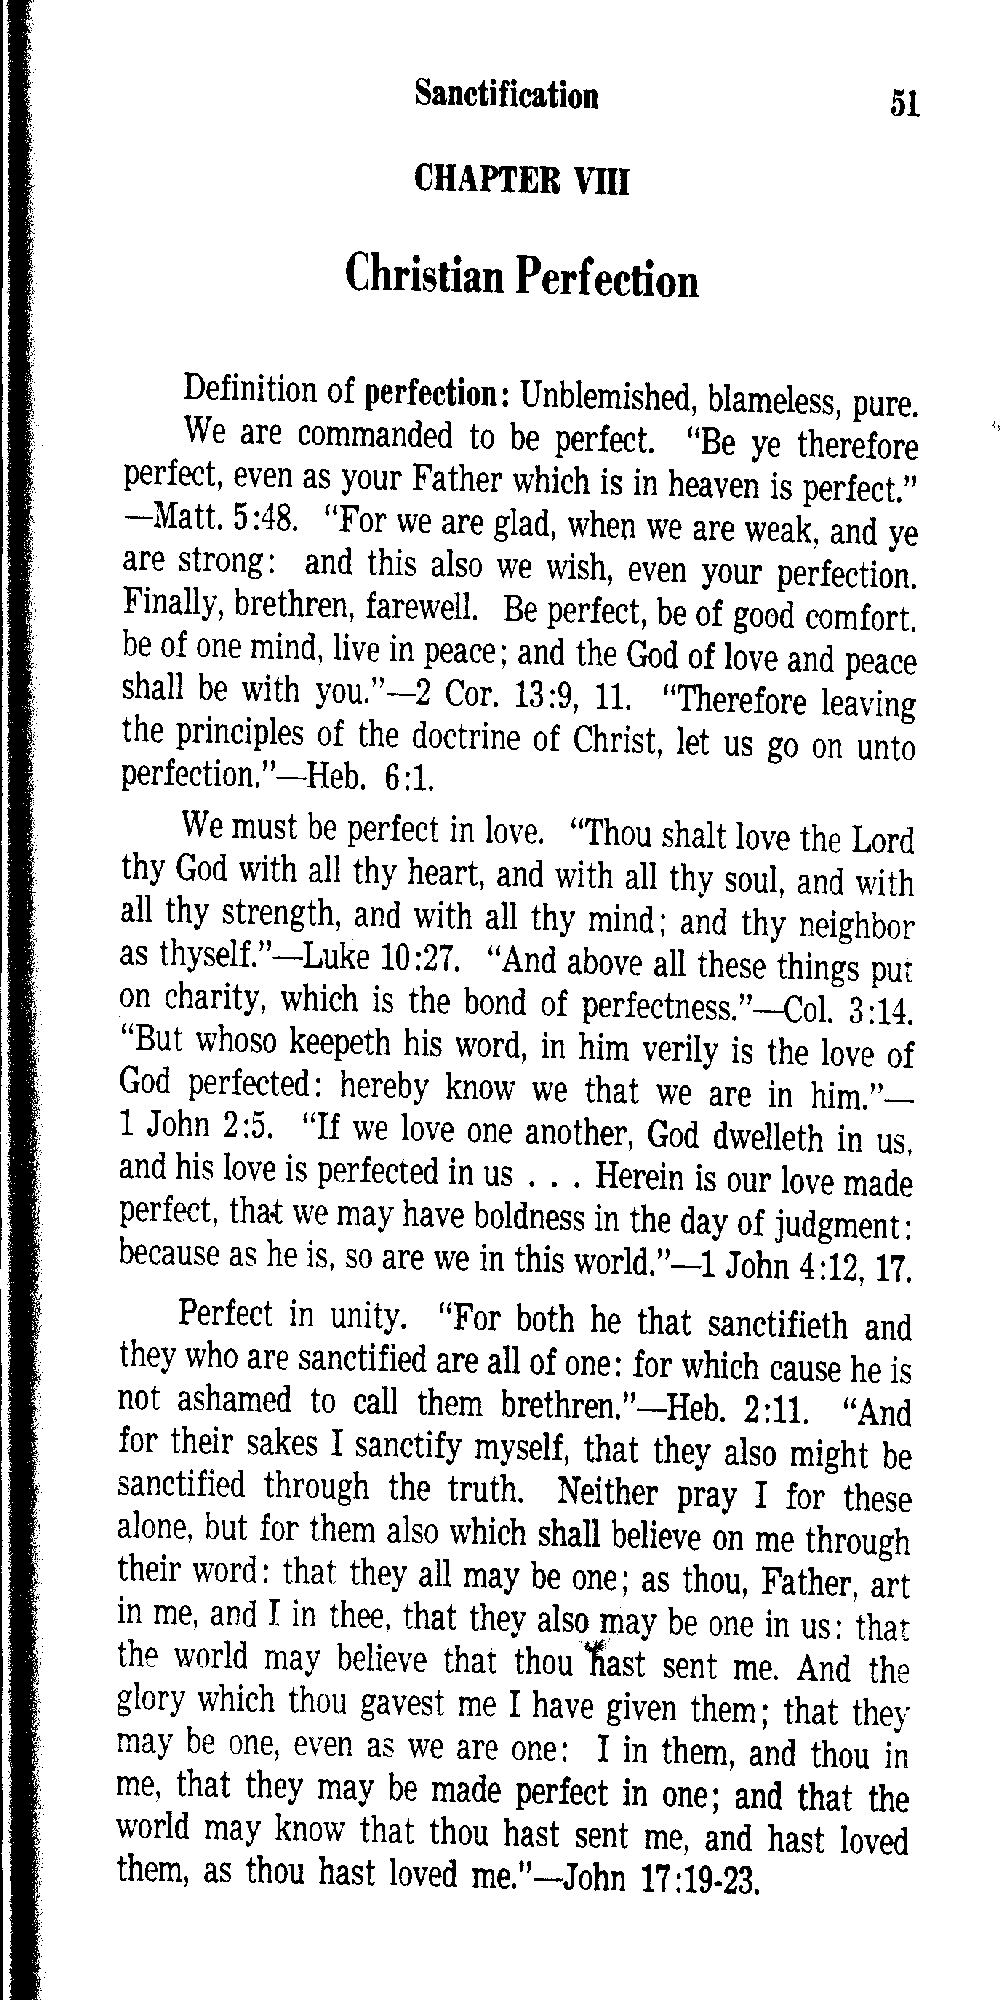 Sanctification 51
CHAPTER VIII
Christian Perfection
Definition of perfection: Unblemished, blameless, pure.
We are commanded to be perfect. “Be ye therefore
perfect, even as your Father which is in heaven is perfect.”
—Matt. 5:48. “For we are glad, when we are weak, and ye
are strong: and this also we wish, even your perfection.
Finally, brethren, farewell. Be perfect, be of good comfort.
be of one mind, live in peace; and the God of love and peace
shall be with you.”—2 Cor. 13:9, 11. “Therefore leaving
the principles of the doctrine of Christ, let us go on unto
perfection.”—Heb. 6:1.
We must be perfect in love. “Thou shalt love the Lord
thy God with all thy heart, and with all thy soul, and with
all thy strength, and with all thy mind; and thy neighbor
as thyself.”—Luke 10:27. “And above all these things put
on charity, which is the bond of perfectness.”—Col. 3:14.
“But whoso keepeth his word, in him verily is the love of
God perfected: hereby know we that we are in him.”—
1 John 2:5. “If we love one another, God dwelleth in us,
and his love is perfected in us . . . Herein is our love made
perfect, that we may have boldness in the day of judgment:
because as he is, so are we in this world.”—1 John 4:12, 17.
Perfect in unity. “For both he that sanctifieth and
they who are sanctified are all of one: for which cause he is
not ashamed to call them brethren.”—Heb. 2:11. “And
for their sakes I sanctify myself, that they also might be
sanctified through the truth. Neither pray I for these
alone, but for them also which shall believe on me through
their word: that they all may be one; as thou, Father, art
in me, and I in thee, that they also may be one in us: that
the world may believe that thou hast sent me. And the
glory which thou gavest me I have given them; that they
may be one, even as we are one: I in them, and thou in
me, that they may be made perfect in one; and that the
world may know that thou hast sent me, and hast loved
them, as thou hast loved me.”—John 17:19-23.